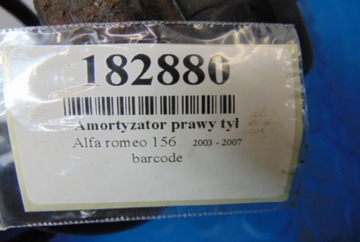 182880
Amortyzator prawy tył
Alfa romeo 156 2003 - 2007
barcode